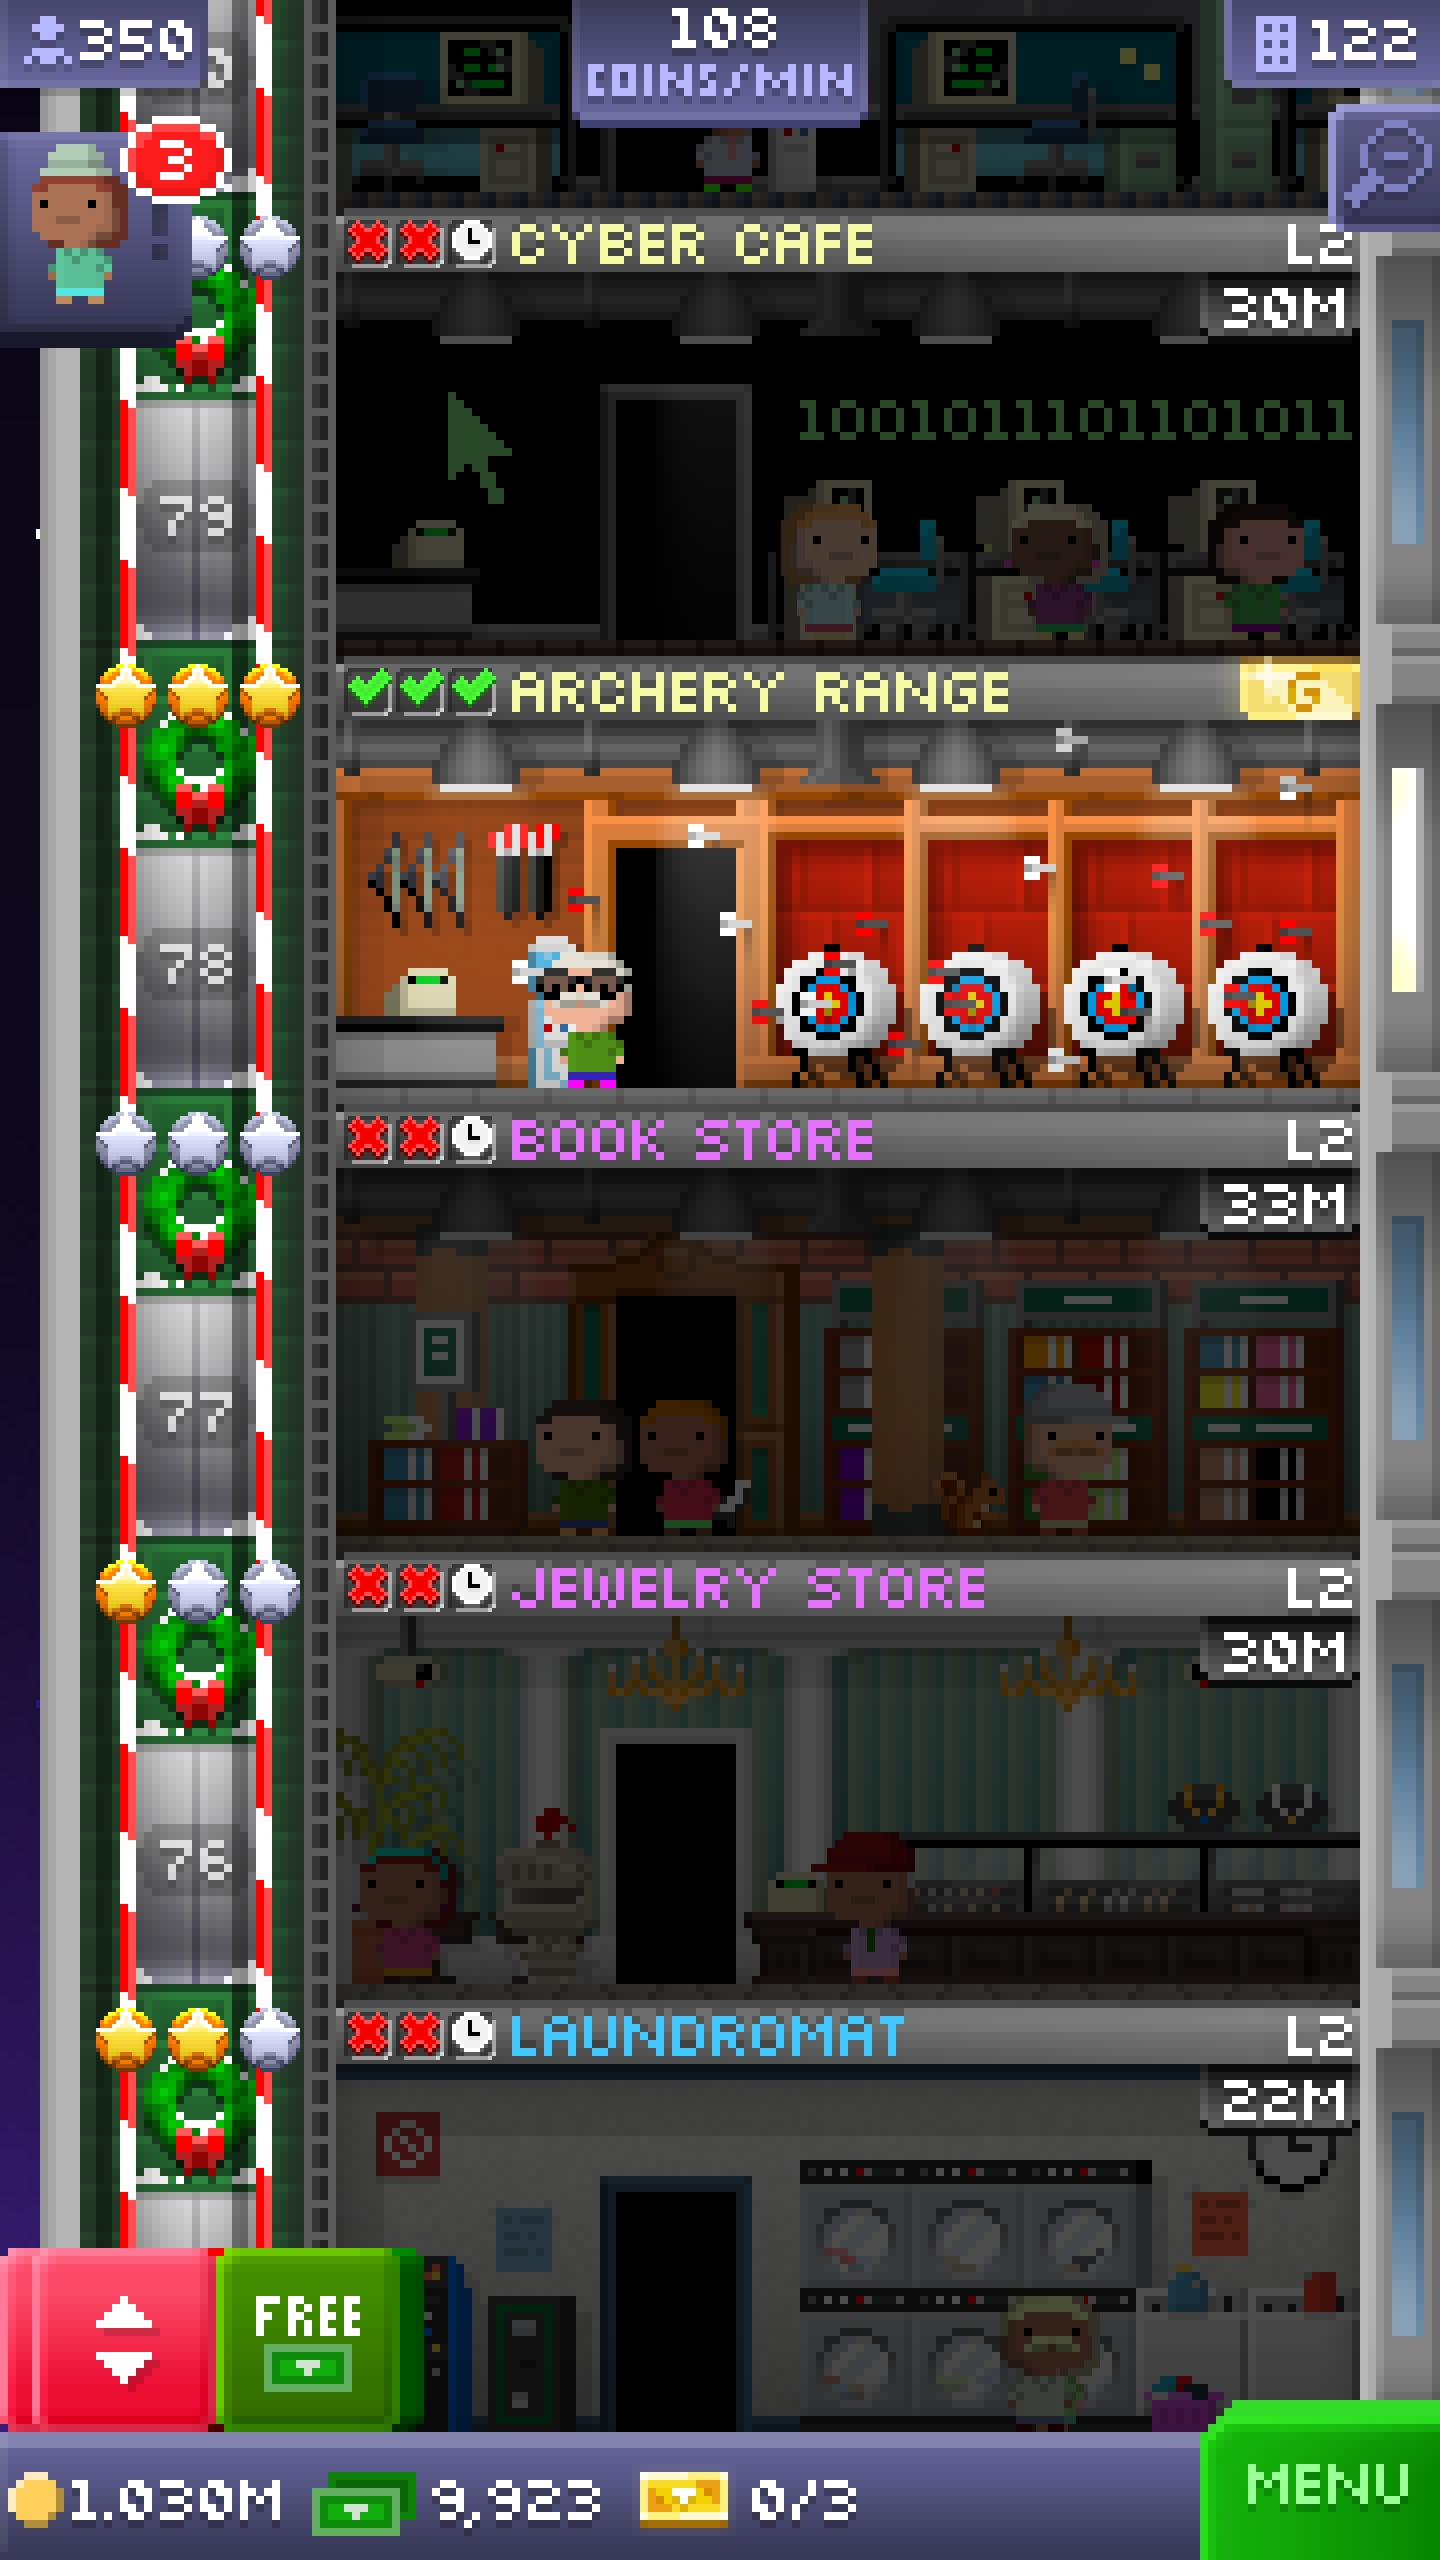 350
108
COINS/MIN
122
3
CYBER CAFE
L2
30M
1001011101101011
79
ARCHERY RANGE
G
78
BOOK STORE
L2
33M
77
JEWELRY STORE
L2
30M
76
LAUNDROMAT
L2
22M
FREE
1.030M
9,923
0/3
MENU